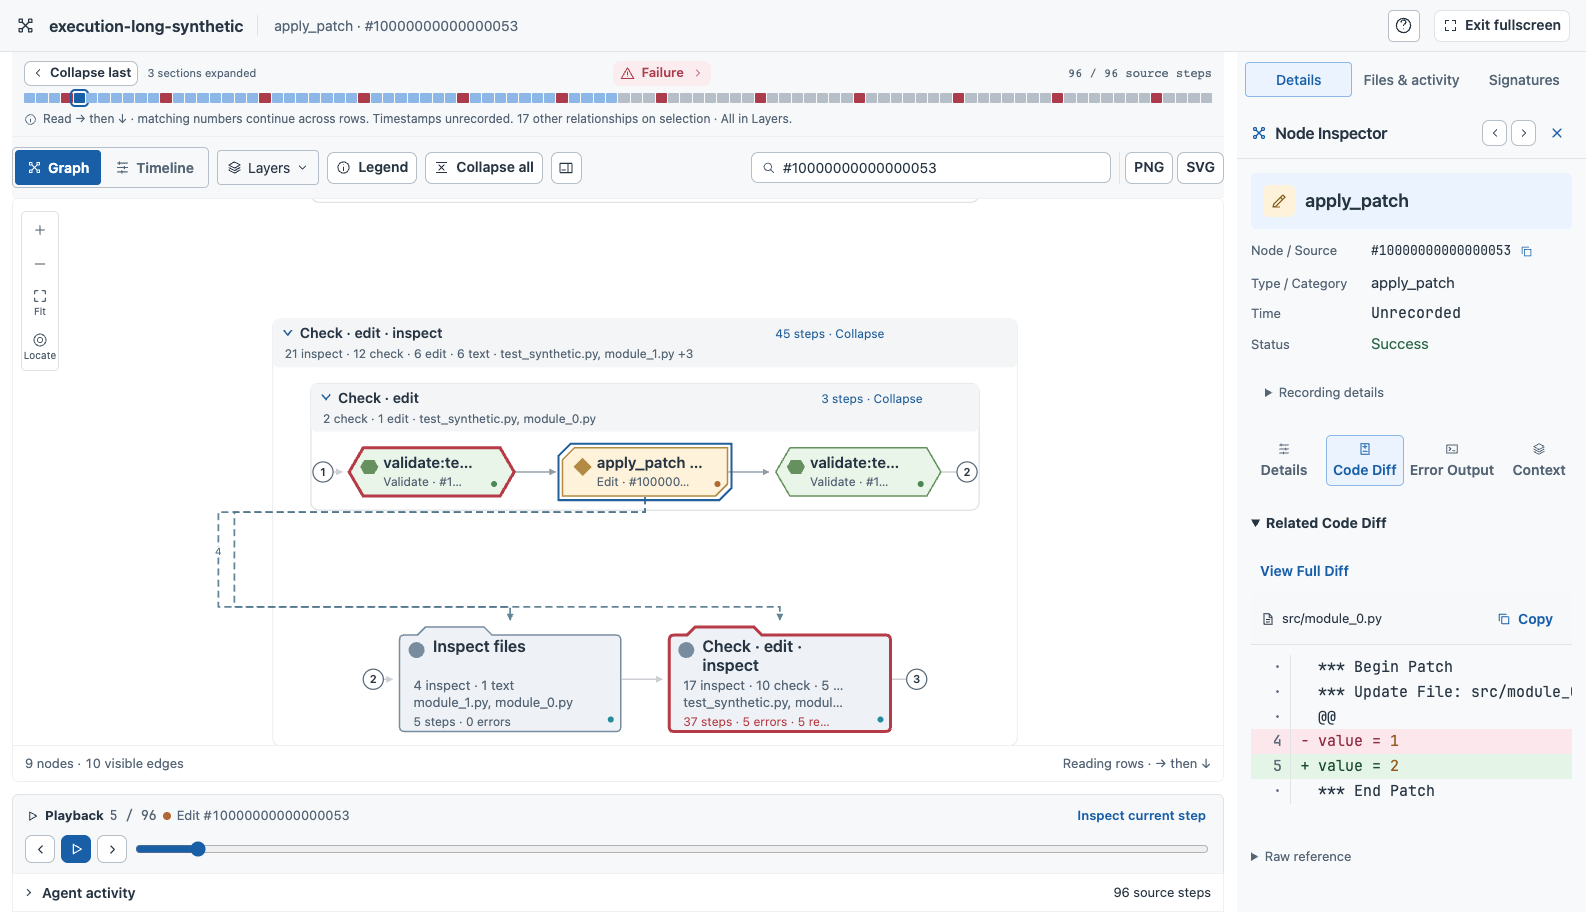 execution-long-synthetic
apply_patch · #10000000000000053
Exit fullscreen
Collapse last
3 sections expanded
Failure
96 / 96 source steps
Read → then ↓ · matching numbers continue across rows. Timestamps unrecorded. 17 other relationships on selection · All in Layers.
Graph
Timeline
Layers
Legend
Collapse all
#10000000000000053
PNG
SVG
Fit
Locate
Check · edit · inspect
45 steps · Collapse
21 inspect · 12 check · 6 edit · 6 text · test_synthetic.py, module_1.py +3
Check · edit
3 steps · Collapse
2 check · 1 edit · test_synthetic.py, module_0.py
1
validate:te...
Validate · #1...
apply_patch ...
Edit · #100000...
validate:te...
Validate · #1...
2
4
2
Inspect files
4 inspect · 1 text
module_1.py, module_0.py
5 steps · 0 errors
Check · edit ·
inspect
17 inspect · 10 check · 5 ...
test_synthetic.py, modul...
37 steps · 5 errors · 5 re...
3
9 nodes · 10 visible edges
Reading rows · → then ↓
Playback 5 / 96 Edit #10000000000000053
Inspect current step
Agent activity
96 source steps
Details
Files & activity
Signatures
Node Inspector
apply_patch
Node / Source #10000000000000053
Type / Category apply_patch
Time Unrecorded
Status Success
Recording details
Details
Code Diff
Error Output
Context
Related Code Diff
View Full Diff
src/module_0.py
Copy
· *** Begin Patch
· *** Update File: src/module_0
· @@
4 - value = 1
5 + value = 2
· *** End Patch
Raw reference